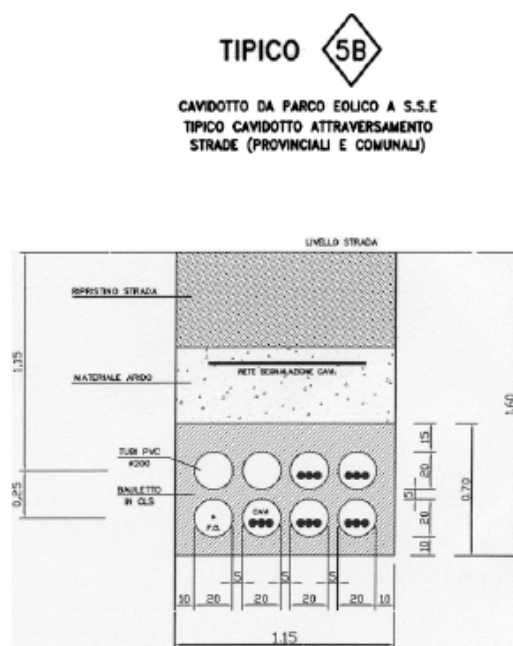 TIPICO 5B
CAVIDOTTO DA PARCO EOLICO A S.S.E
TIPICO CAVIDOTTO ATTRAVERSAMENTO
STRADE (PROVINCIALI E COMUNALI)
LIVELLO STRADA
RIPRISTINO STRADA
1,35
RETE SEGNALAZIONE CAVI
MATERIALE ARIDO
1,60
TUBI PVC
Ø200
15
20
5
0,70
0,25
BAULETTO
IN CLS
F.O.
CAVI
20
10
5 5 5
10 20 20 20 20 10
1.15